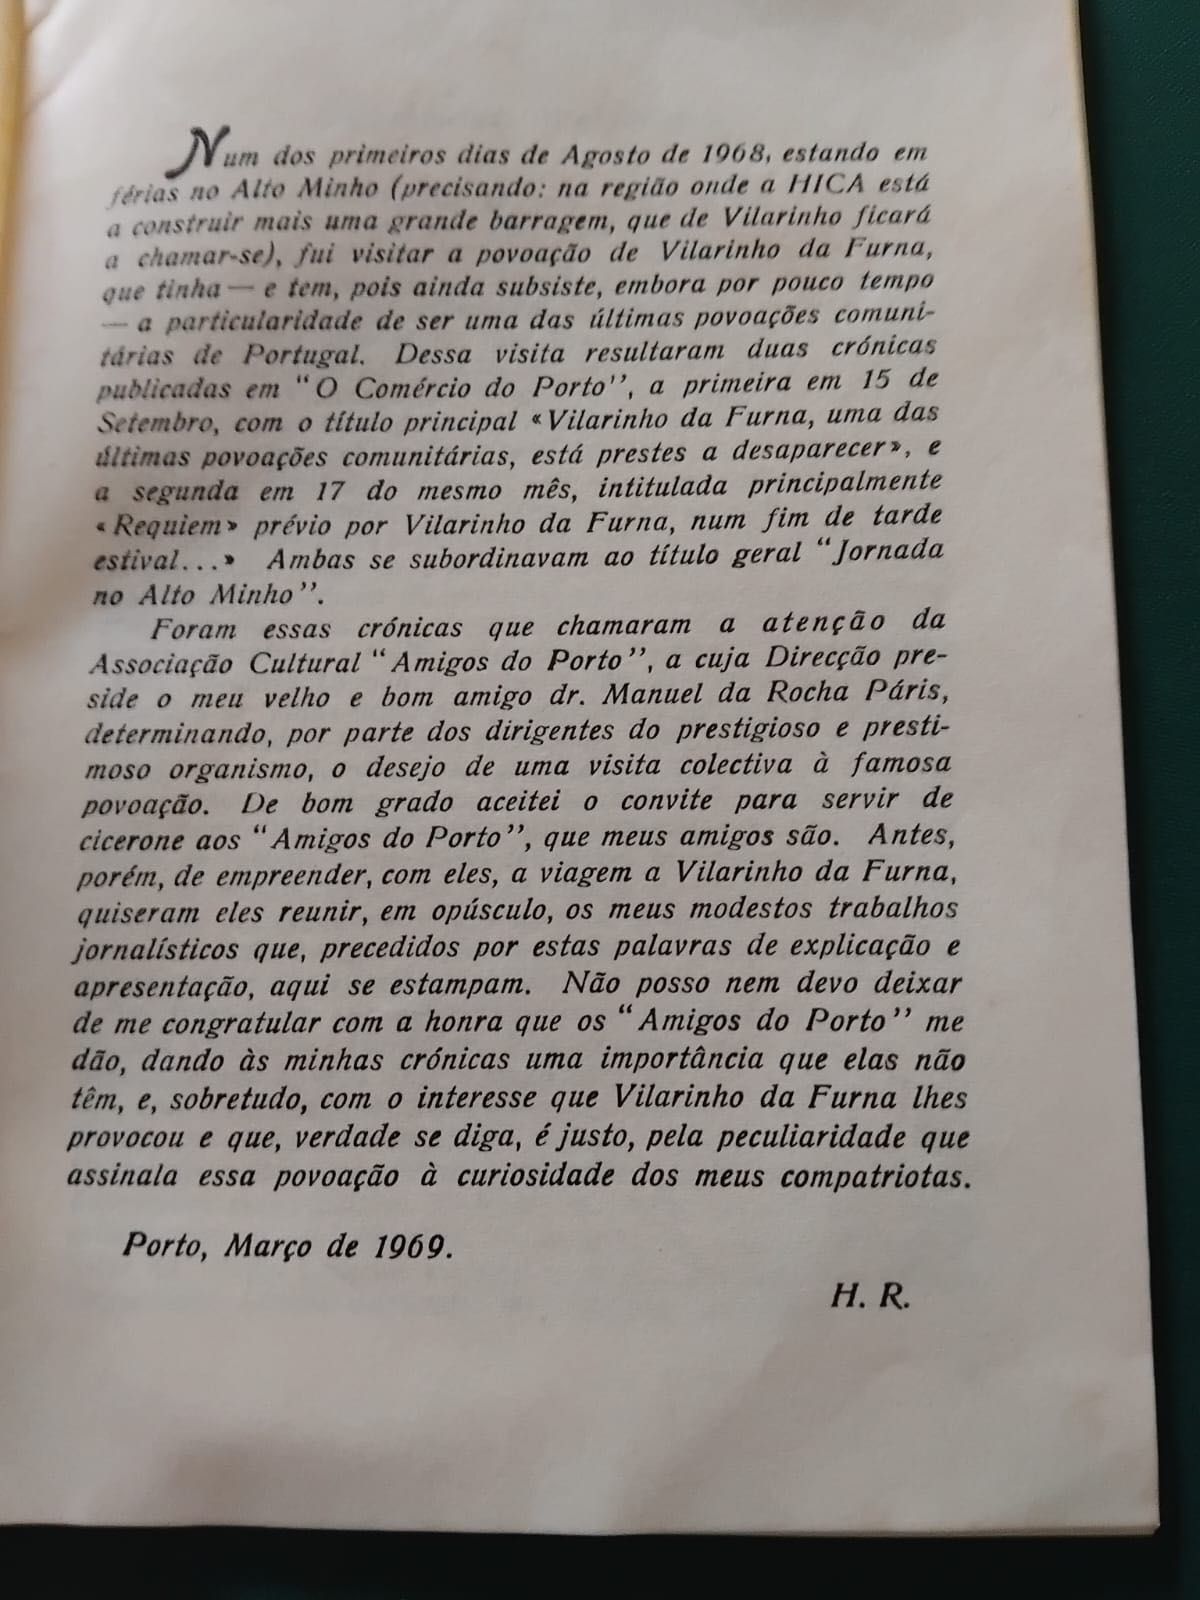 Num dos primeiros dias de Agosto de 1968, estando em
férias no Alto Minho (precisando: na região onde a HICA está
a construir mais uma grande barragem, que de Vilarinho ficará
a chamar-se), fui visitar a povoação de Vilarinho da Furna,
que tinha — e tem, pois ainda subsiste, embora por pouco tempo
— a particularidade de ser uma das últimas povoações comuni-
tárias de Portugal. Dessa visita resultaram duas crónicas
publicadas em “O Comércio do Porto’’, a primeira em 15 de
Setembro, com o título principal «Vilarinho da Furna, uma das
últimas povoações comunitárias, está prestes a desaparecer», e
a segunda em 17 do mesmo mês, intitulada principalmente
«Requiem» prévio por Vilarinho da Furna, num fim de tarde
estival...» Ambas se subordinavam ao título geral “Jornada
no Alto Minho’’.
Foram essas crónicas que chamaram a atenção da
Associação Cultural “Amigos do Porto’’, a cuja Direcção pre-
side o meu velho e bom amigo dr. Manuel da Rocha Páris,
determinando, por parte dos dirigentes do prestigioso e presti-
moso organismo, o desejo de uma visita colectiva à famosa
povoação. De bom grado aceitei o convite para servir de
cicerone aos “Amigos do Porto’’, que meus amigos são. Antes,
porém, de empreender, com eles, a viagem a Vilarinho da Furna,
quiseram eles reunir, em opúsculo, os meus modestos trabalhos
jornalísticos que, precedidos por estas palavras de explicação e
apresentação, aqui se estampam. Não posso nem devo deixar
de me congratular com a honra que os “Amigos do Porto’’ me
dão, dando às minhas crónicas uma importância que elas não
têm, e, sobretudo, com o interesse que Vilarinho da Furna lhes
provocou e que, verdade se diga, é justo, pela peculiaridade que
assinala essa povoação à curiosidade dos meus compatriotas.
Porto, Março de 1969.
H. R.